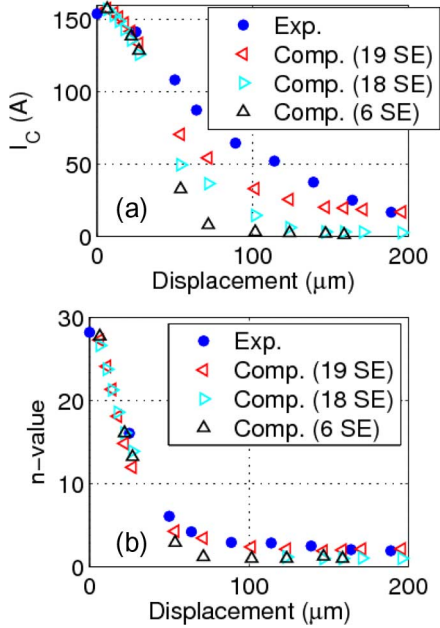 150
100
50
0
I_C (A)
Exp.
Comp. (19 SE)
Comp. (18 SE)
Comp. (6 SE)
(a)
0 100 200
Displacement (μm)
30
20
10
0
n-value
Exp.
Comp. (19 SE)
Comp. (18 SE)
Comp. (6 SE)
(b)
0 100 200
Displacement (μm)